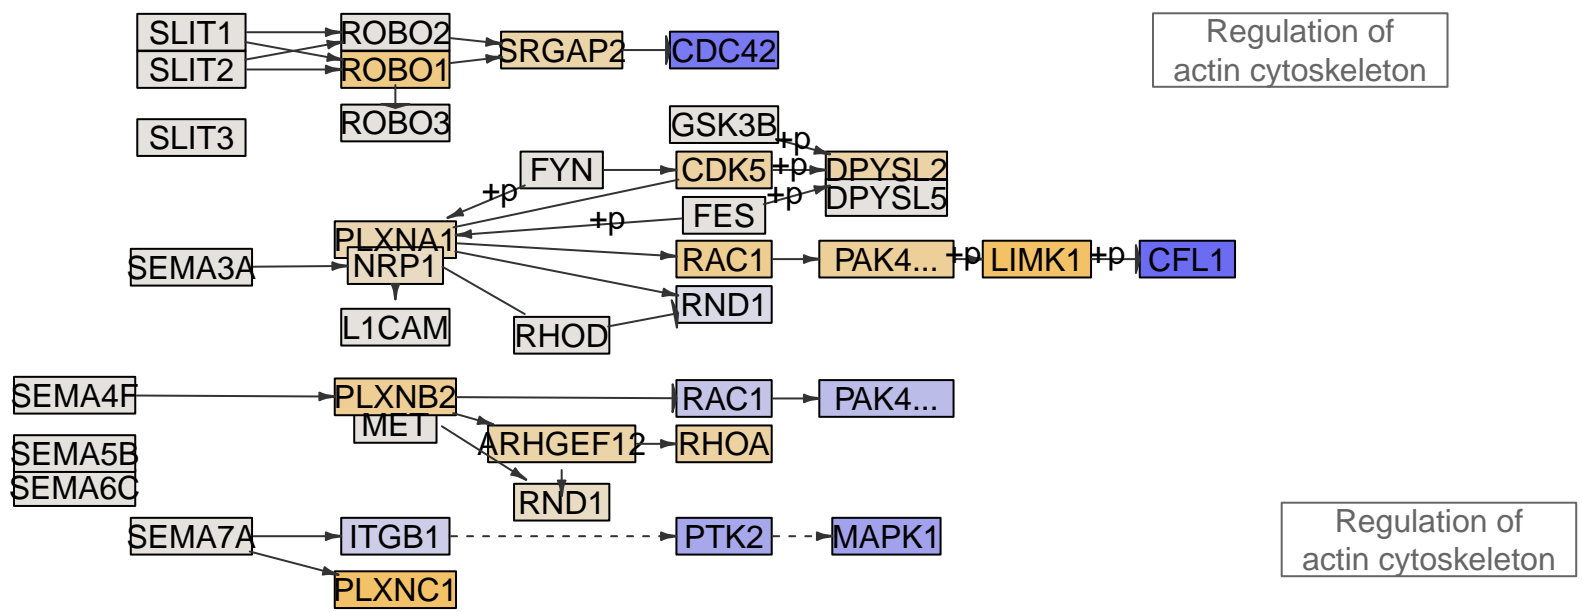 SLIT1
ROBO2
SRGAP2
CDC42
Regulation of
actin cytoskeleton
SLIT2
ROBO1
SLIT3
ROBO3
GSK3B
+p
FYN
CDK5
+p
DPYSL2
+p
FES
+p
DPYSL5
+p
PLXNA1
SEMA3A
NRP1
RAC1
PAK4...
+p
LIMK1
+p
CFL1
RND1
L1CAM
RHOD
SEMA4F
PLXNB2
RAC1
PAK4...
MET
ARHGEF12
RHOA
SEMA5B
SEMA6C
RND1
SEMA7A
ITGB1
PTK2
MAPK1
Regulation of
actin cytoskeleton
PLXNC1